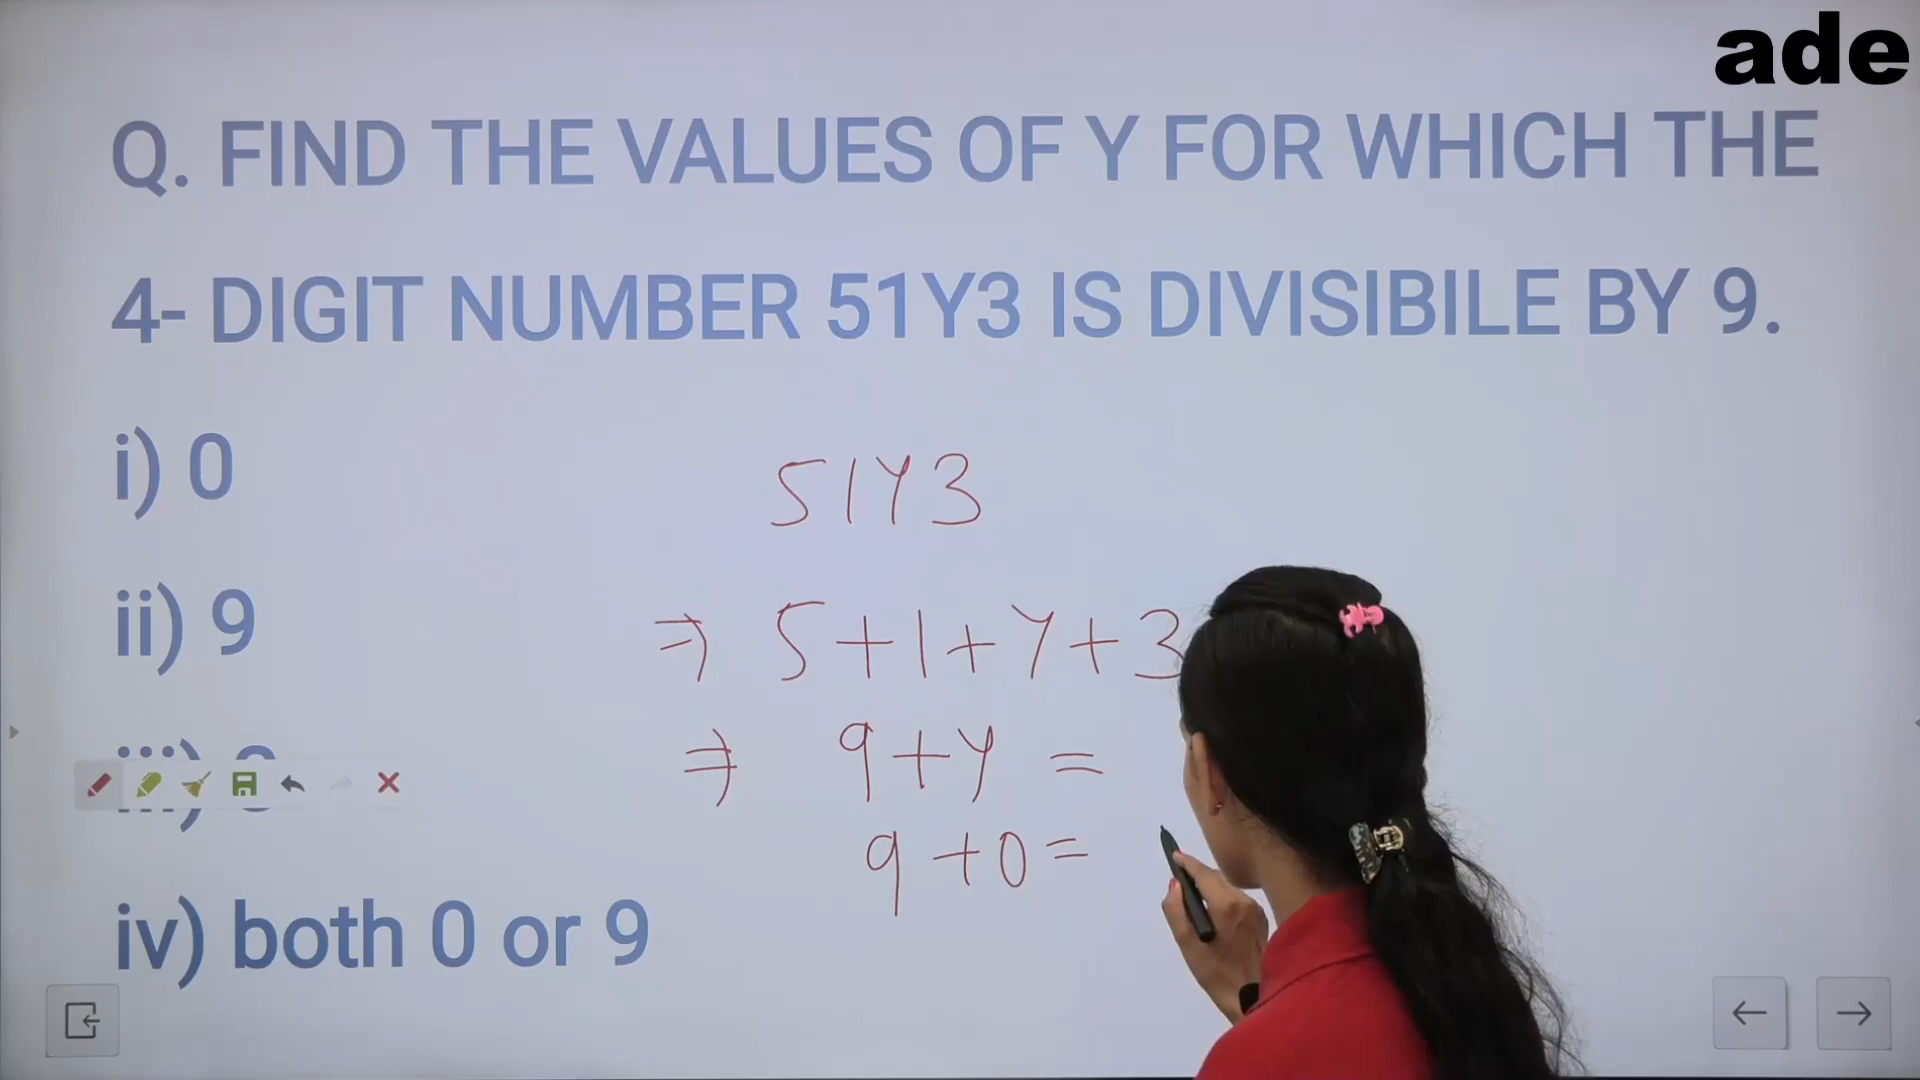 ade
Q. FIND THE VALUES OF Y FOR WHICH THE
4- DIGIT NUMBER 51Y3 IS DIVISIBILE BY 9.
i) 0
ii) 9
iii)
iv) both 0 or 9
51Y3
⇒ 5+1+Y+3
⇒ 9+Y =
9+0=